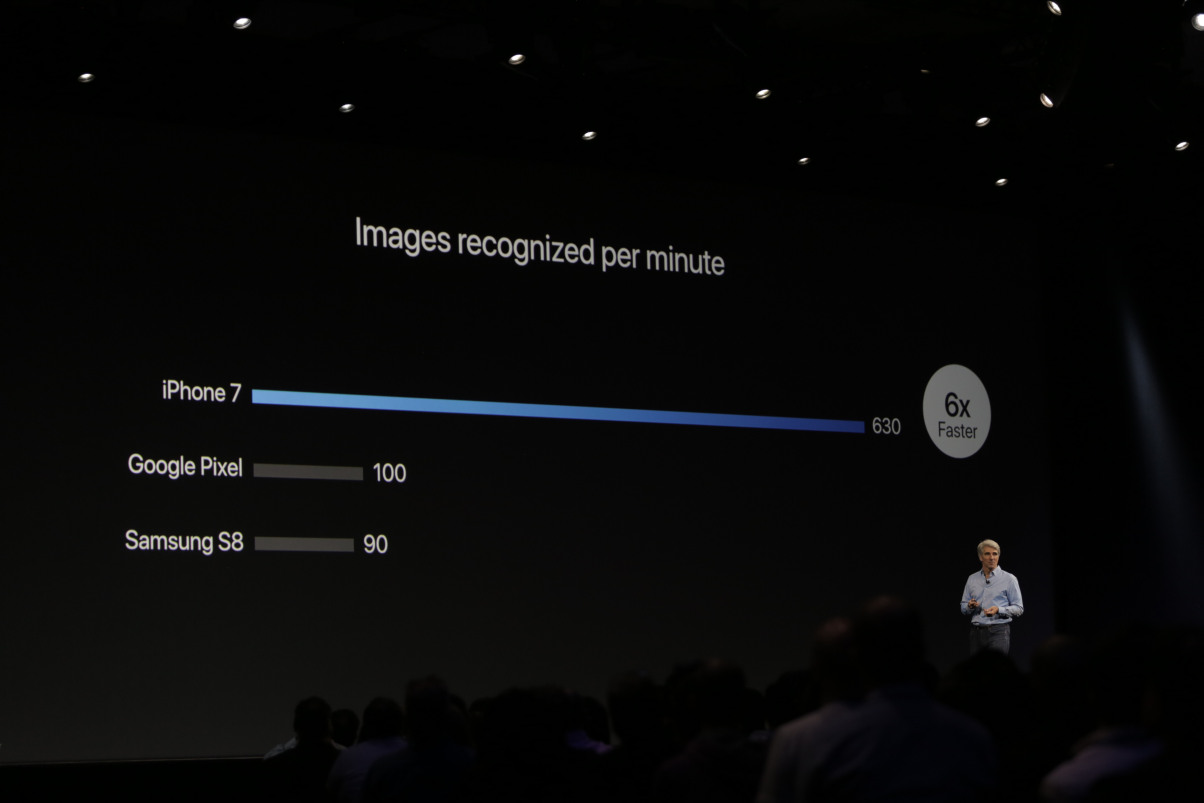 Images recognized per minute
iPhone 7 630
6x
Faster
Google Pixel 100
Samsung S8 90